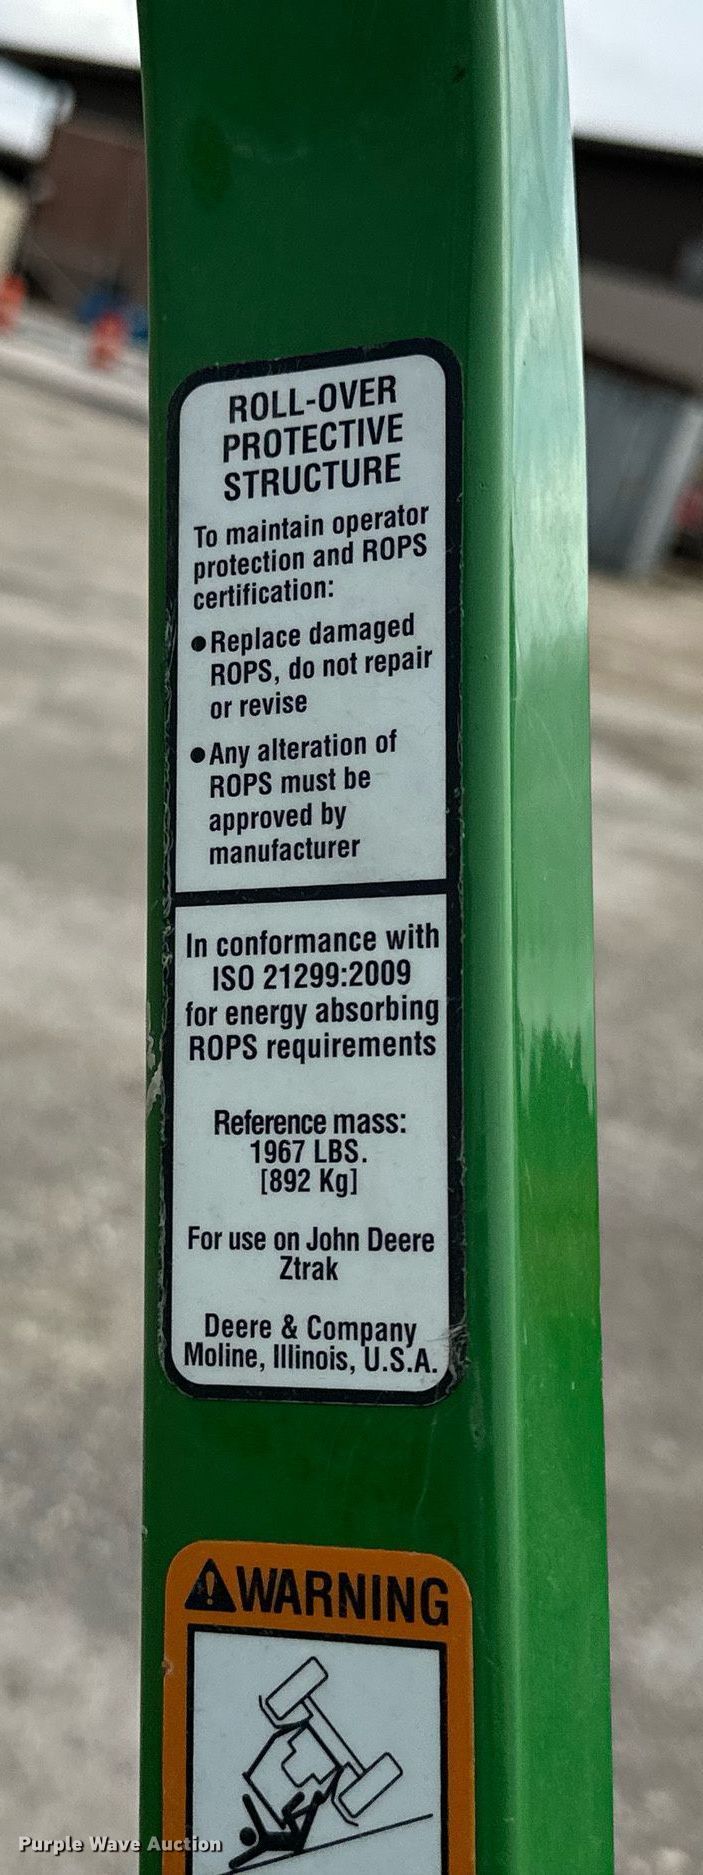 ROLL-OVER
PROTECTIVE
STRUCTURE
To maintain operator
protection and ROPS
certification:
●Replace damaged
ROPS, do not repair
or revise
●Any alteration of
ROPS must be
approved by
manufacturer
In conformance with
ISO 21299:2009
for energy absorbing
ROPS requirements
Reference mass:
1967 LBS.
[892 Kg]
For use on John Deere
Ztrak
Deere & Company
Moline, Illinois, U.S.A.
WARNING
Purple Wave Auction